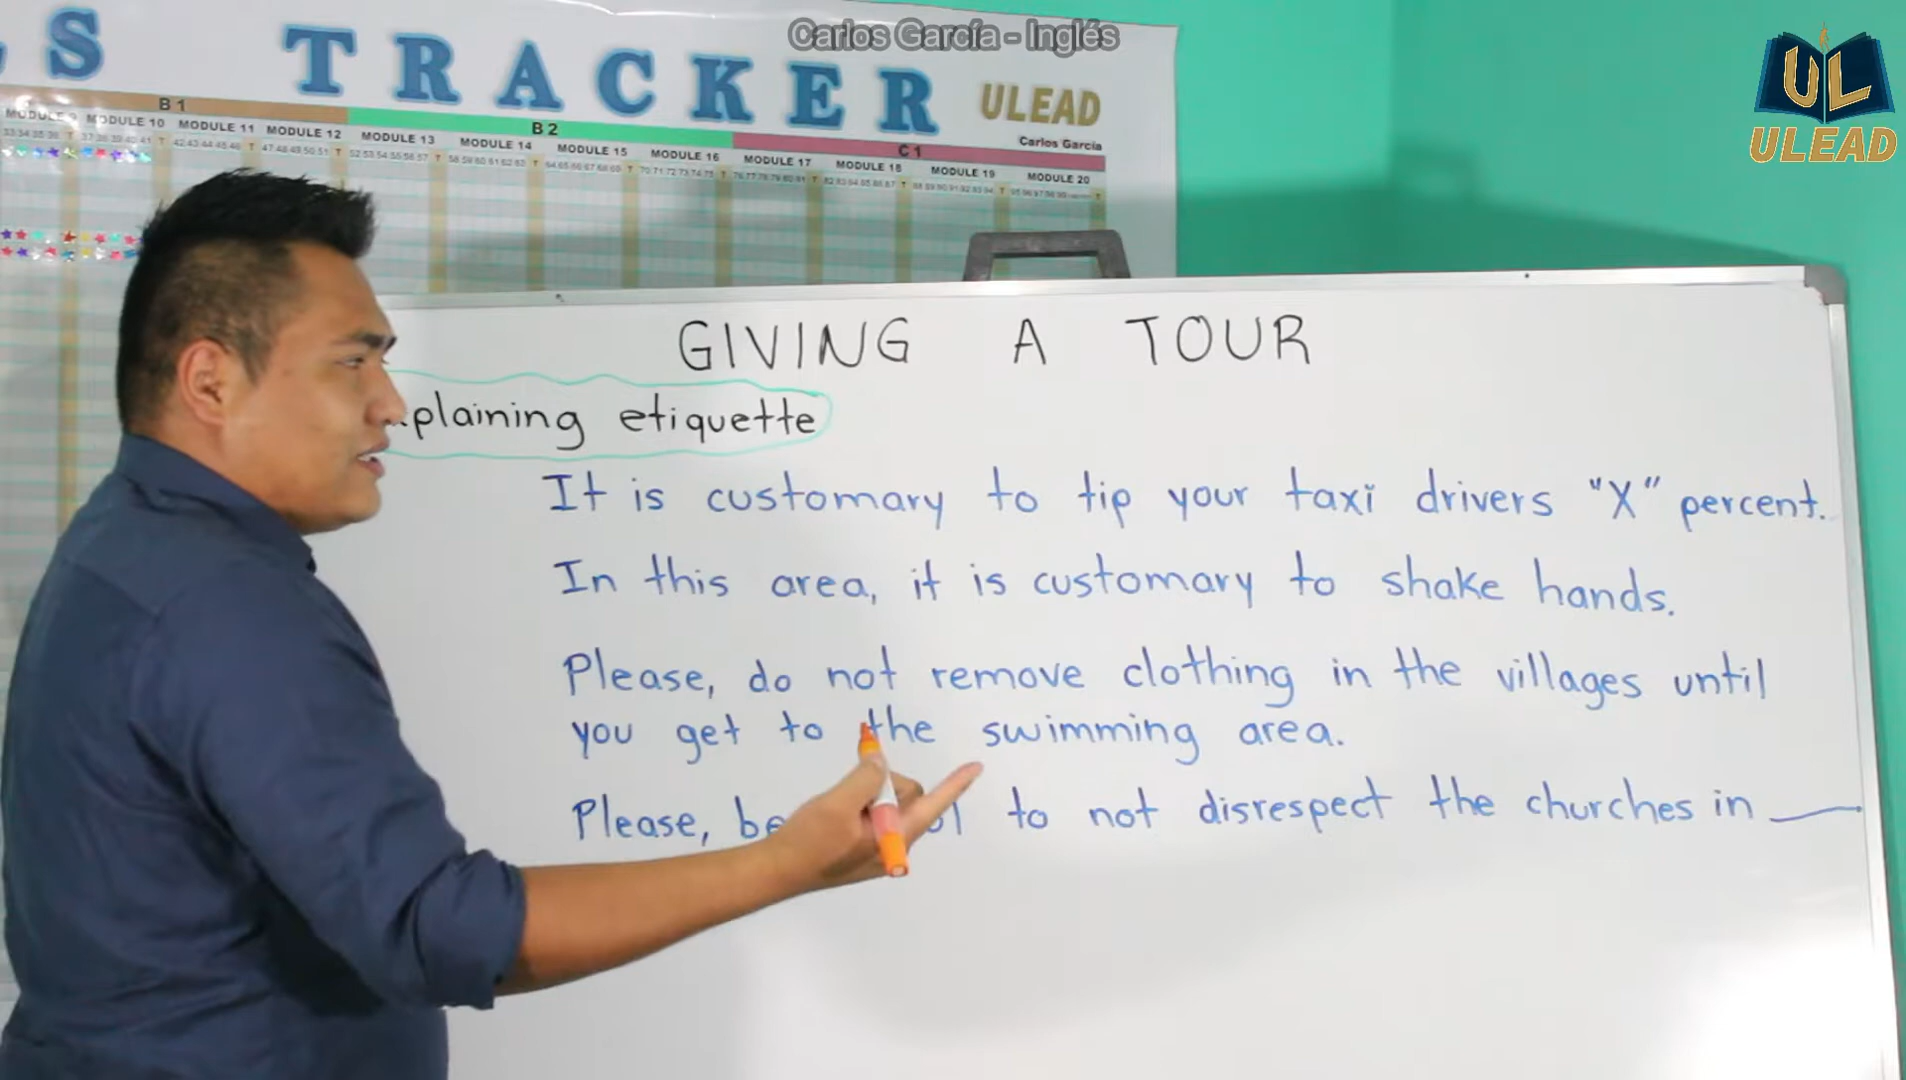 Carlos García - Inglés
S TRACKER
ULEAD
Carlos García
B1
B2
C1
MODULE 9 MODULE 10 MODULE 11 MODULE 12 MODULE 13 MODULE 14 MODULE 15 MODULE 16 MODULE 17 MODULE 18 MODULE 19 MODULE 20
UL
ULEAD
GIVING A TOUR
plaining etiquette
It is customary to tip your taxi drivers "X" percent.
In this area, it is customary to shake hands.
Please, do not remove clothing in the villages until
you get to the swimming area.
Please, be to not disrespect the churches in